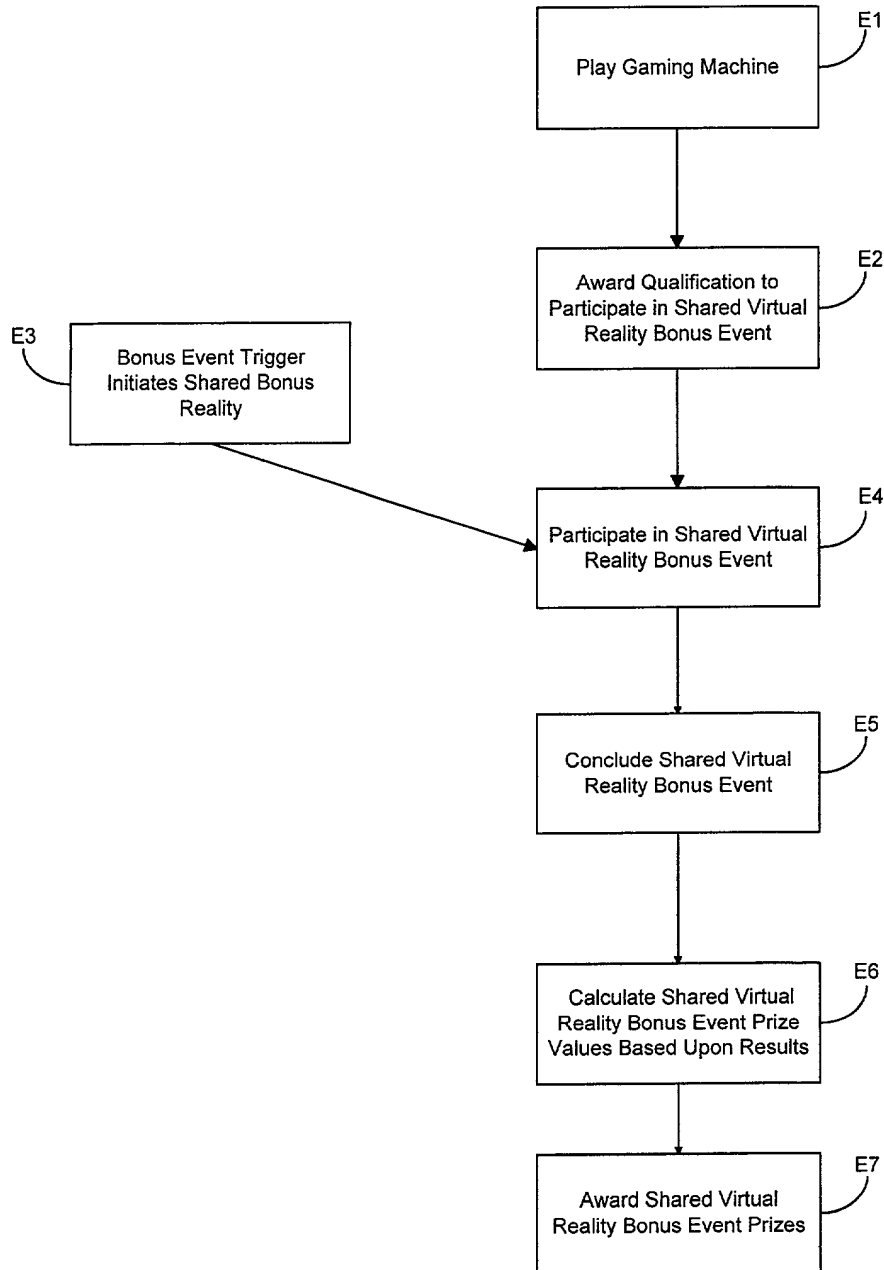 E1
Play Gaming Machine
E2
Award Qualification to
Participate in Shared Virtual
Reality Bonus Event
E3
Bonus Event Trigger
Initiates Shared Bonus
Reality
E4
Participate in Shared Virtual
Reality Bonus Event
E5
Conclude Shared Virtual
Reality Bonus Event
E6
Calculate Shared Virtual
Reality Bonus Event Prize
Values Based Upon Results
E7
Award Shared Virtual
Reality Bonus Event Prizes